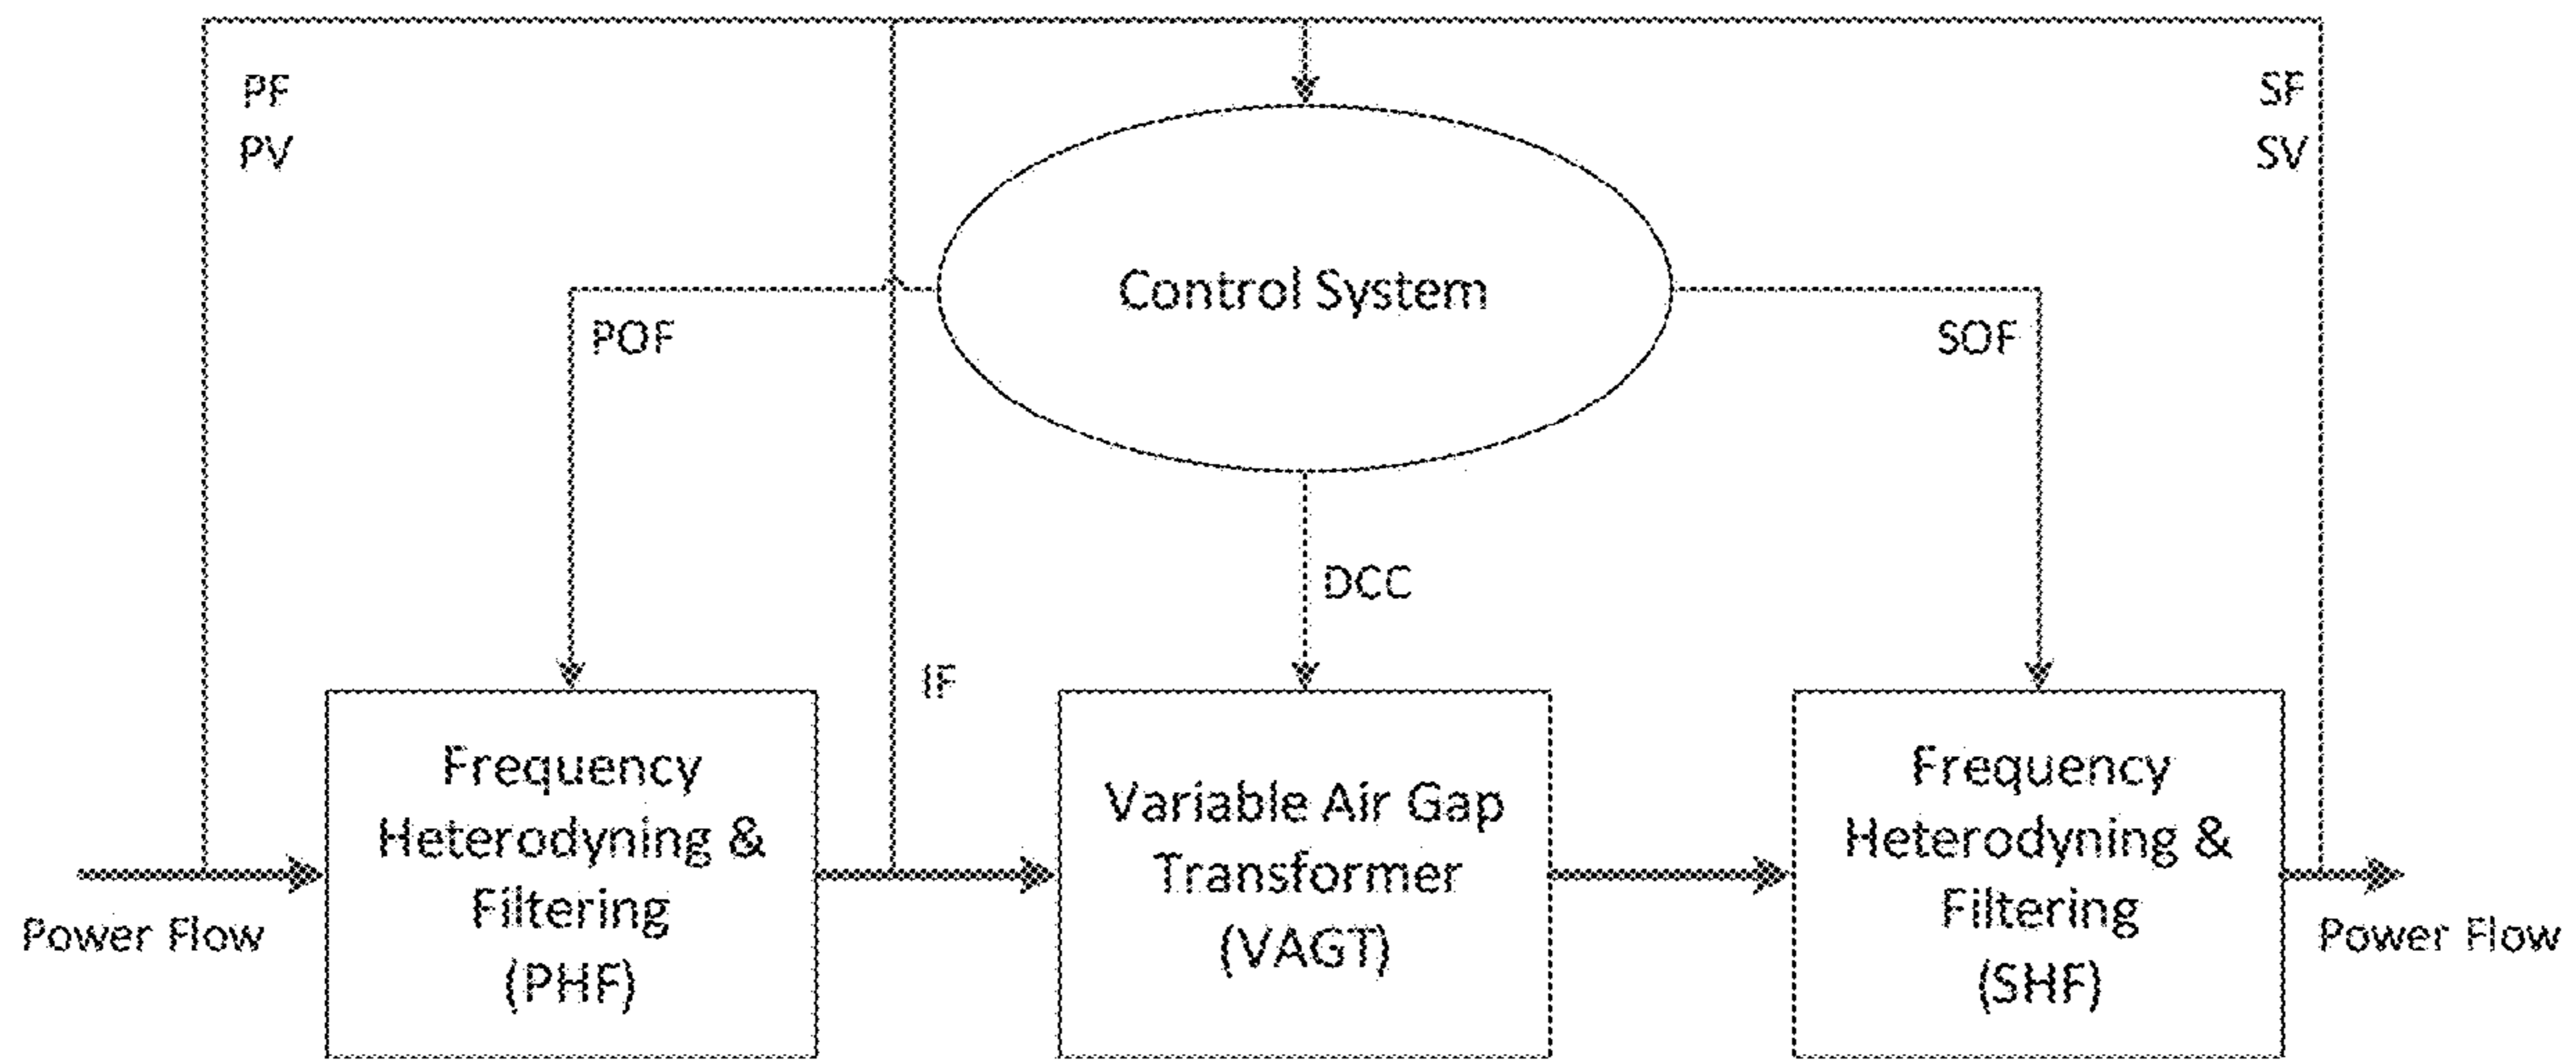 PF
PV
SF
SV
Control System
POF
SOF
DCC
IF
Frequency
Heterodyning &
Filtering
(PHF)
Variable Air Gap
Transformer
(VAGT)
Frequency
Heterodyning &
Filtering
(SHF)
Power Flow
Power Flow